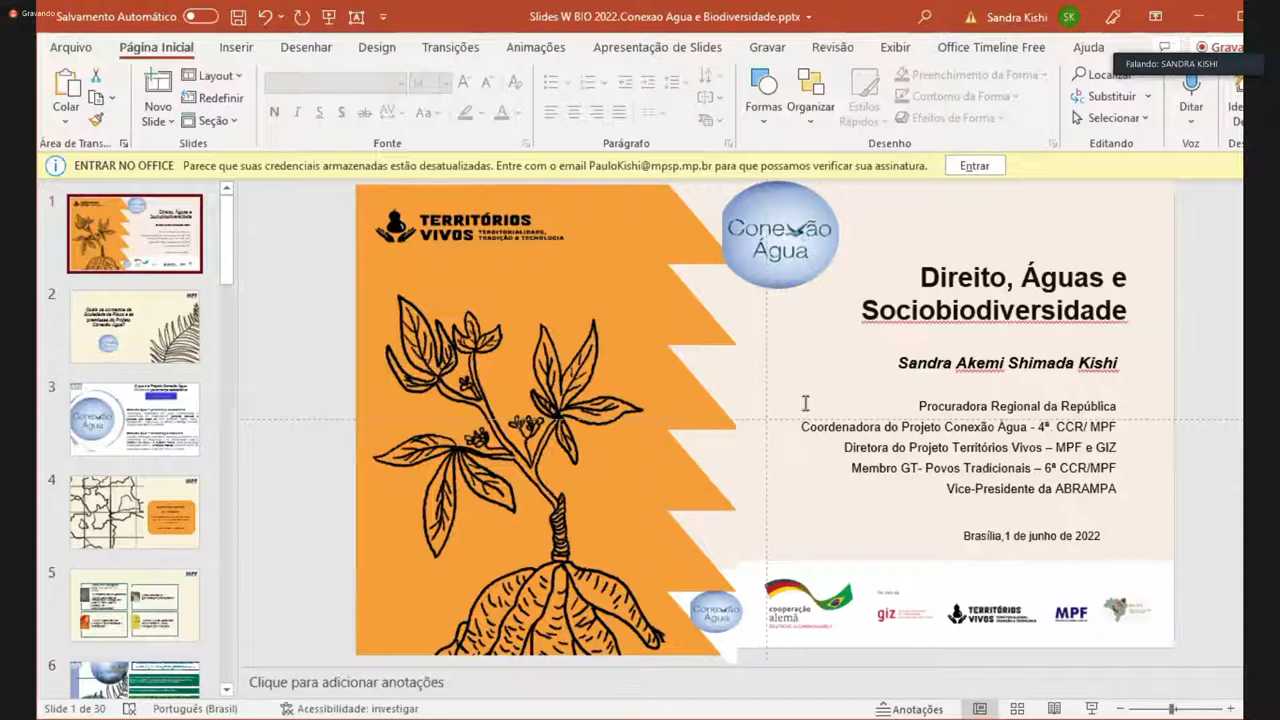 Gravando
Salvamento Automático
Slides W BIO 2022.Conexao Agua e Biodiversidade.pptx
Sandra Kishi
SK
Arquivo
Página Inicial
Inserir
Desenhar
Design
Transições
Animações
Apresentação de Slides
Gravar
Revisão
Exibir
Office Timeline Free
Ajuda
Grava
Falando: SANDRA KISHI
Colar
Novo
Slide
Layout
Redefinir
Seção
N I S S
Aa
A
Formas
Organizar
Estilos
Rápidos
Preenchimento da Forma
Contorno da Forma
Efeitos de Forma
Localizar
Substituir
Selecionar
Ditar
Área de Trans...
Slides
Fonte
Parágrafo
Desenho
Editando
Voz
ENTRAR NO OFFICE Parece que suas credenciais armazenadas estão desatualizadas. Entre com o email PauloKishi@mpsp.mp.br para que possamos verificar sua assinatura.
Entrar
1
2
3
4
5
6
TERRITÓRIOS
VIVOS TERRITORIALIDADE,
TRADIÇÃO & TECNOLOGIA
Conexão
Água
Direito, Águas e
Sociobiodiversidade
Sandra Akemi Shimada Kishi
Procuradora Regional da República
Coordenadora do Projeto Conexão Água - 4ª. CCR/ MPF
Diretora do Projeto Territórios Vivos – MPF e GIZ
Membro GT- Povos Tradicionais – 6ª CCR/MPF
Vice-Presidente da ABRAMPA
Brasília,1 de junho de 2022
Conexão
Água
cooperação
alemã
giz
TERRITÓRIOS
VIVOS
MPF
Clique para adicionar anotações
Slide 1 de 30
Português (Brasil)
Acessibilidade: investigar
Anotações